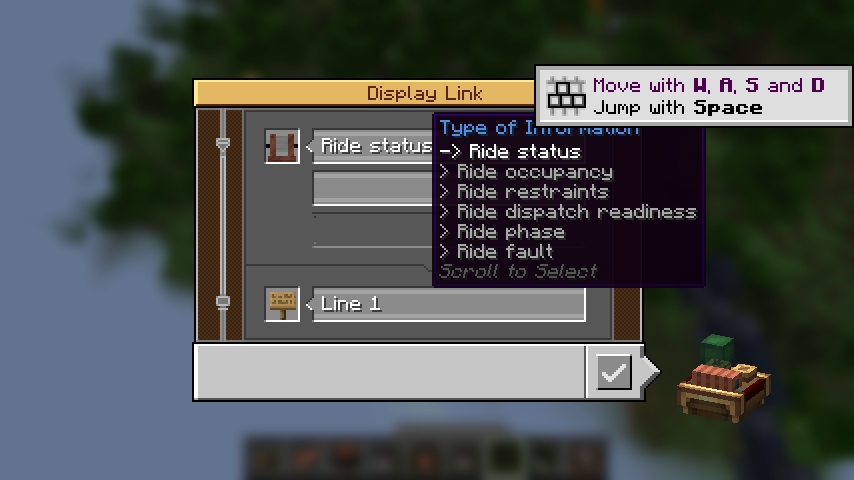 Display Link
Move with W, A, S and D
Jump with Space
Ride status
Type of Information
-> Ride status
> Ride occupancy
> Ride restraints
> Ride dispatch readiness
> Ride phase
> Ride fault
Scroll to Select
Line 1